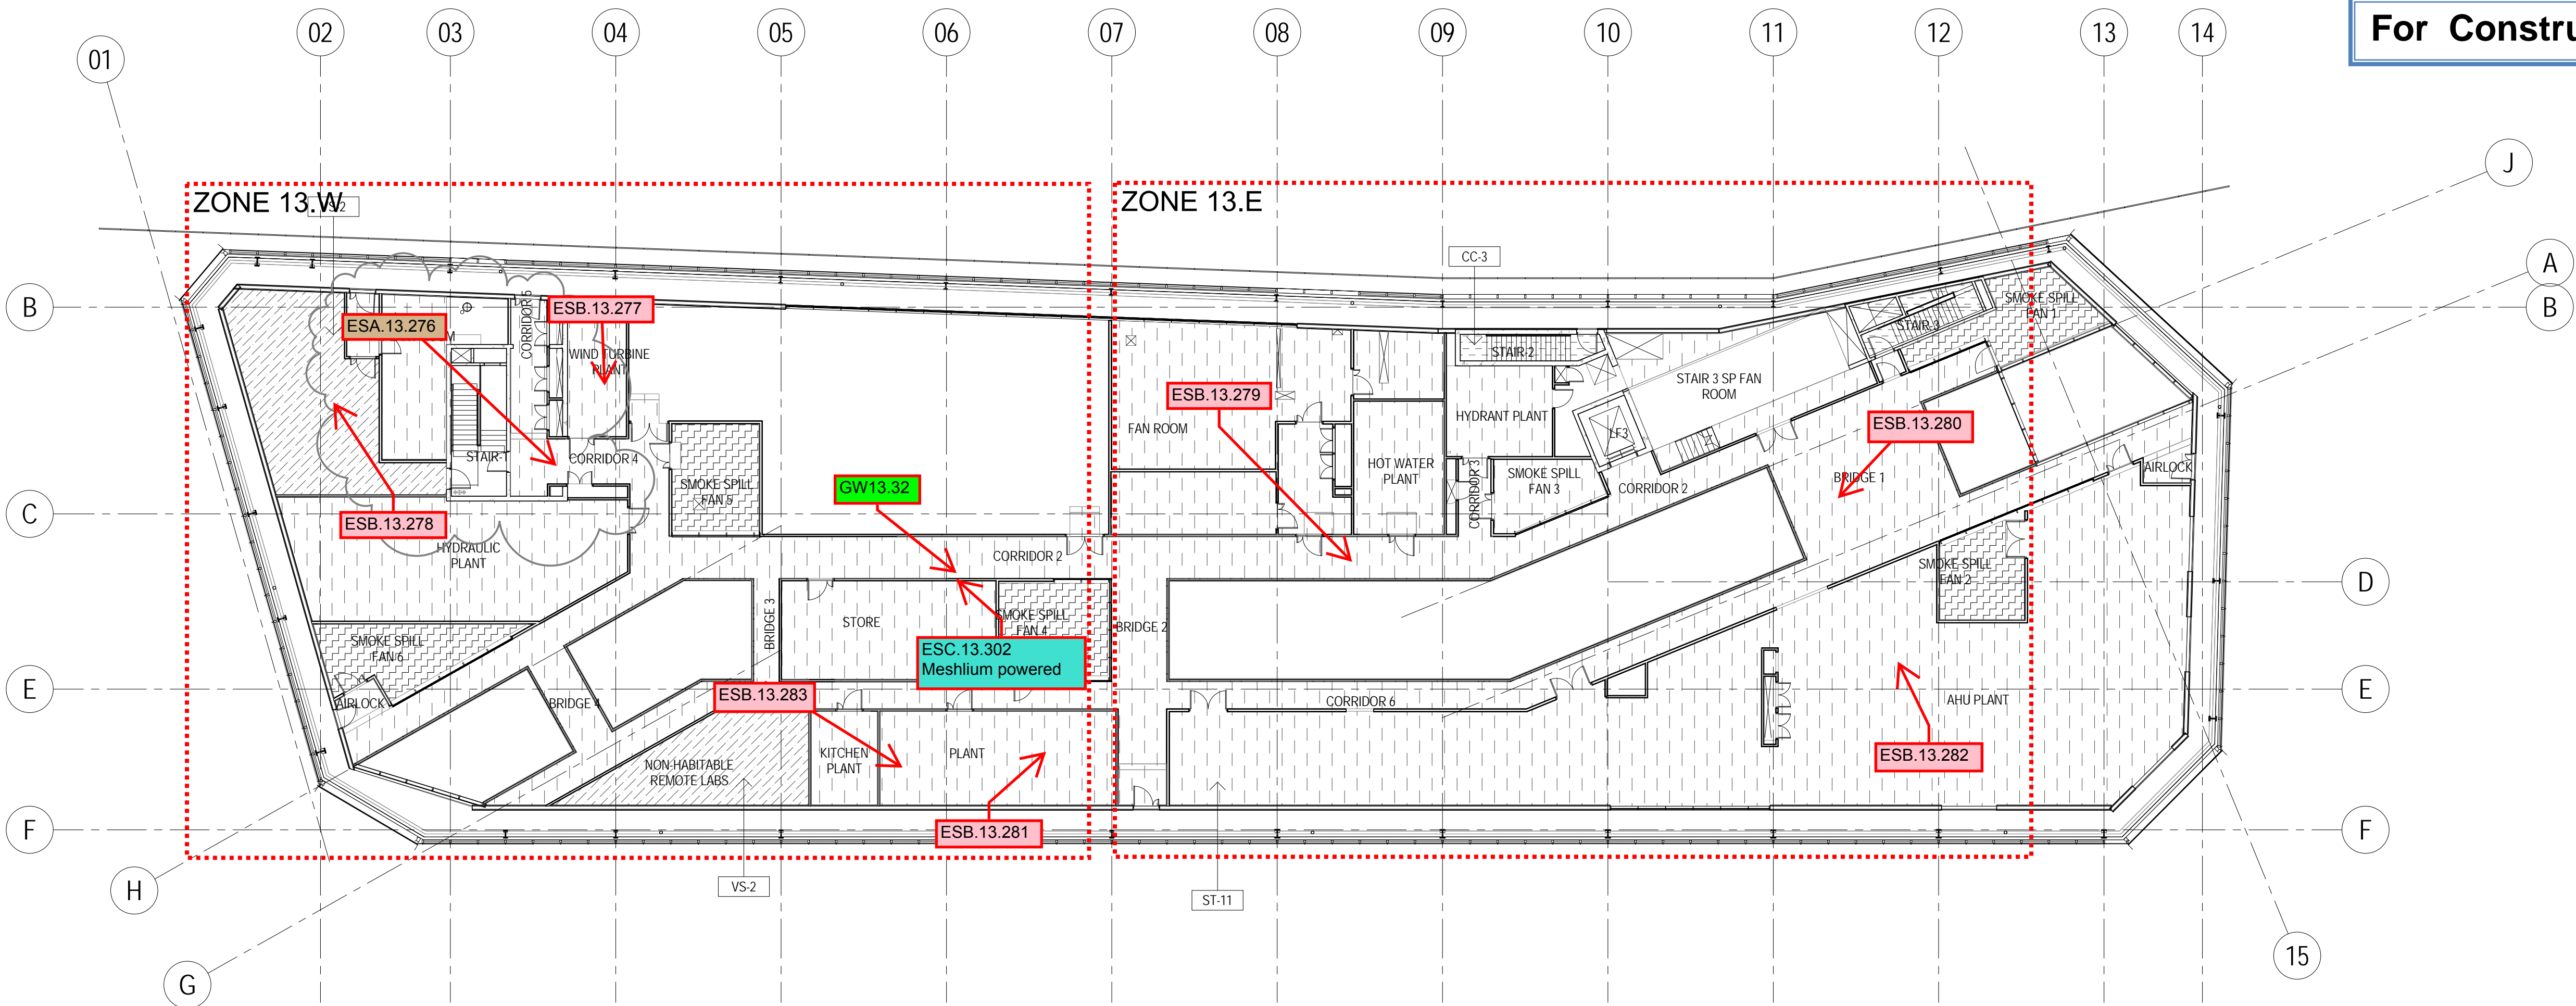 For Constru
01
02
03
04
05
06
07
08
09
10
11
12
13
14
J
A
B
B
ZONE 13.W
ZONE 13.E
CC-3
ESB.13.277
CORRIDOR 5
ESA.13.276
WIND TURBINE
PLANT
SMOKE SPILL
FAN 1
STAIR-3
STAIR-2
STAIR 3 SP FAN
ROOM
ESB.13.279
HYDRANT PLANT
ESB.13.280
FAN ROOM
LF3
STAIR-1
CORRIDOR 4
HOT WATER
PLANT
SMOKE SPILL
FAN 3
CORRIDOR 3
CORRIDOR 2
BRIDGE 1
AIRLOCK
SMOKE SPILL
FAN 5
GW13.32
C
C
ESB.13.278
HYDRAULIC
PLANT
CORRIDOR 2
SMOKE SPILL
FAN 2
D
BRIDGE 3
STORE
SMOKE SPILL
FAN 4
BRIDGE 2
SMOKE SPILL
FAN 6
ESC.13.302
Meshlium powered
E
E
ESB.13.283
AIRLOCK
BRIDGE 4
CORRIDOR 6
AHU PLANT
KITCHEN
PLANT
PLANT
ESB.13.282
NON-HABITABLE
REMOTE LABS
F
F
ESB.13.281
H
VS-2
ST-11
G
15